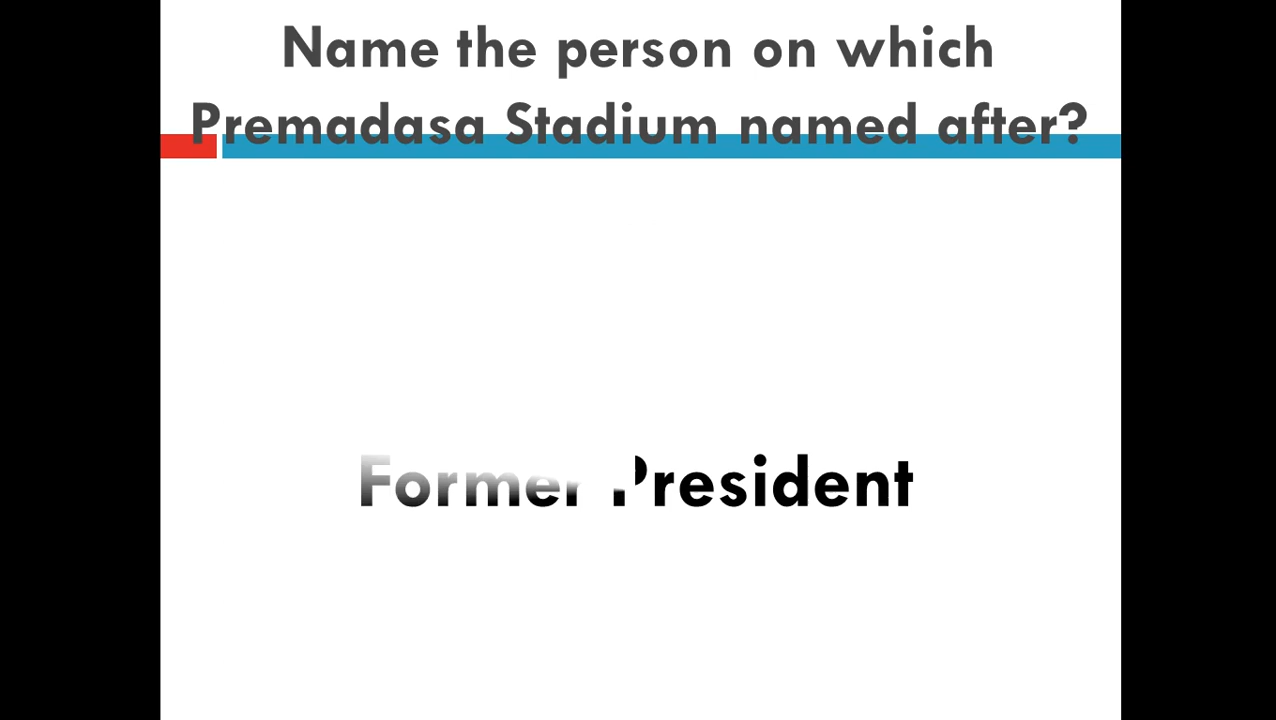 Name the person on which
Premadasa Stadium named after?
Former President